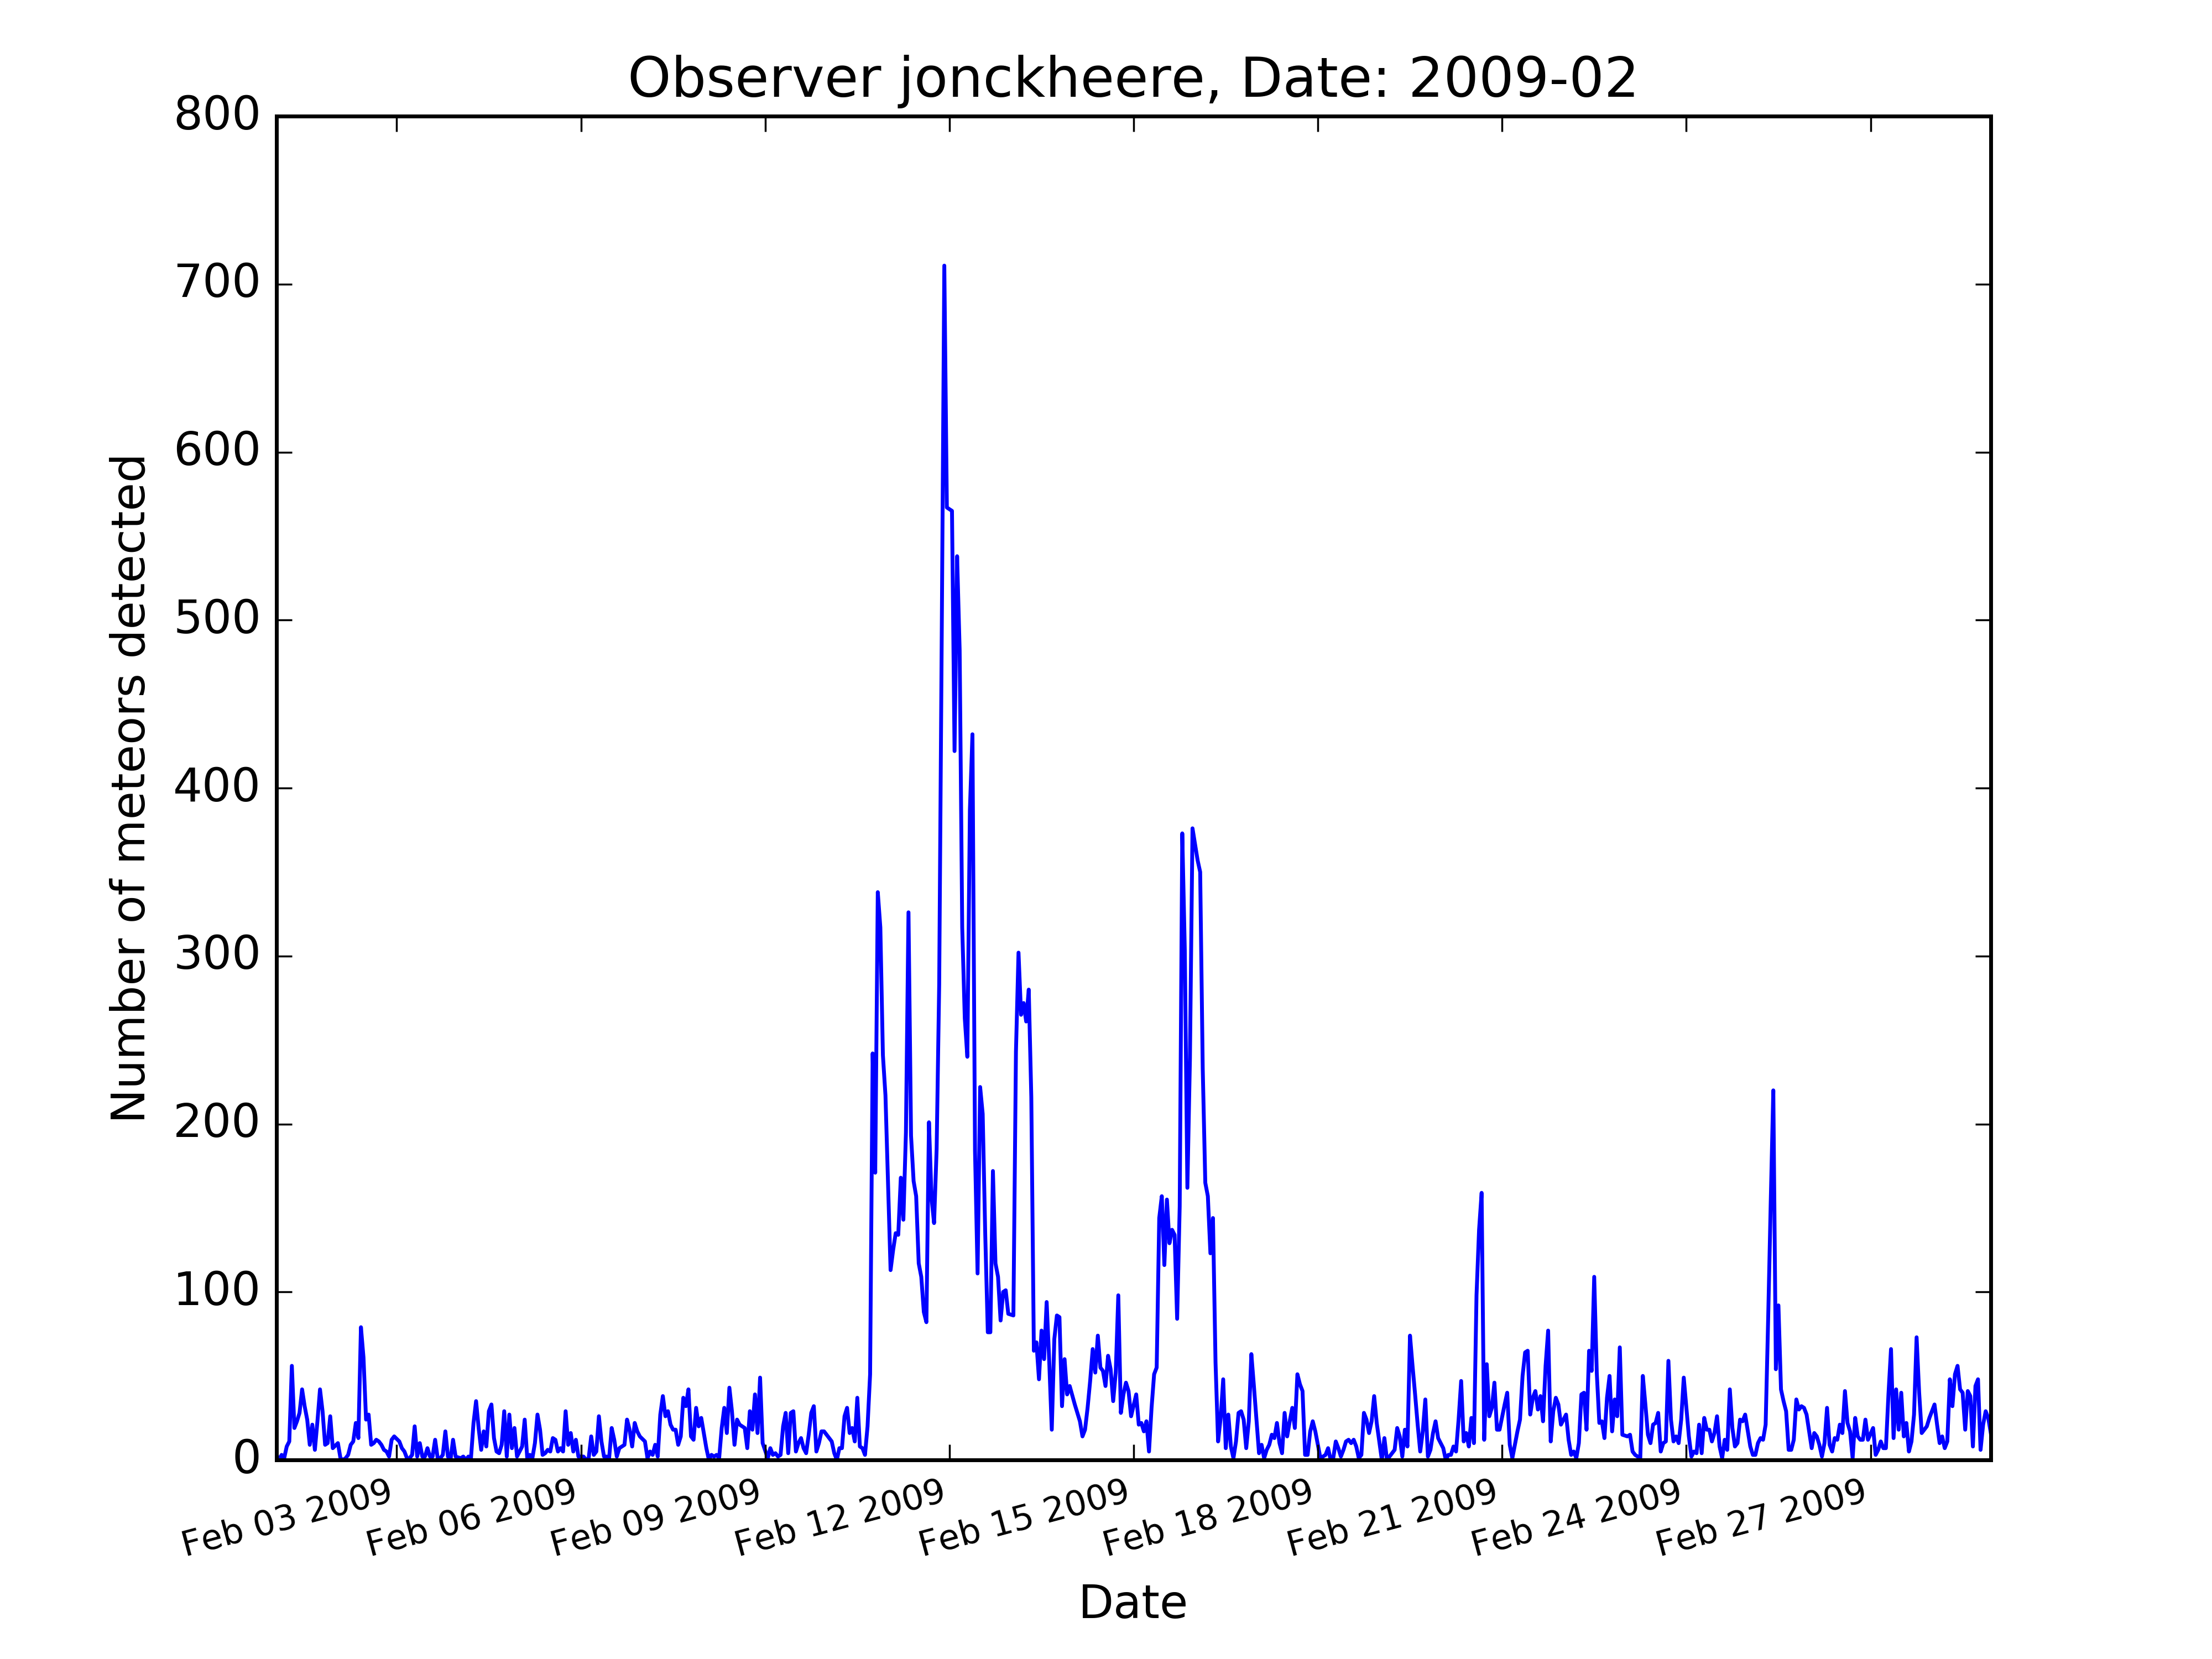 Observer jonckheere, Date: 2009-02
800
700
600
500
400
300
200
100
0
Number of meteors detected
Feb 03 2009
Feb 06 2009
Feb 09 2009
Feb 12 2009
Feb 15 2009
Feb 18 2009
Feb 21 2009
Feb 24 2009
Feb 27 2009
Date